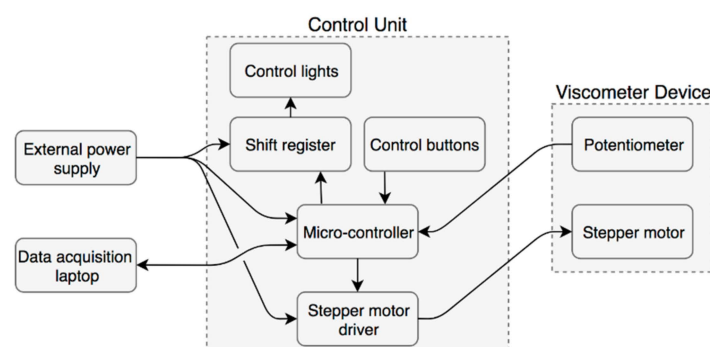 Control Unit
Control lights
Viscometer Device
External power
supply
Shift register
Control buttons
Potentiometer
Data acquisition
laptop
Micro-controller
Stepper motor
Stepper motor
driver